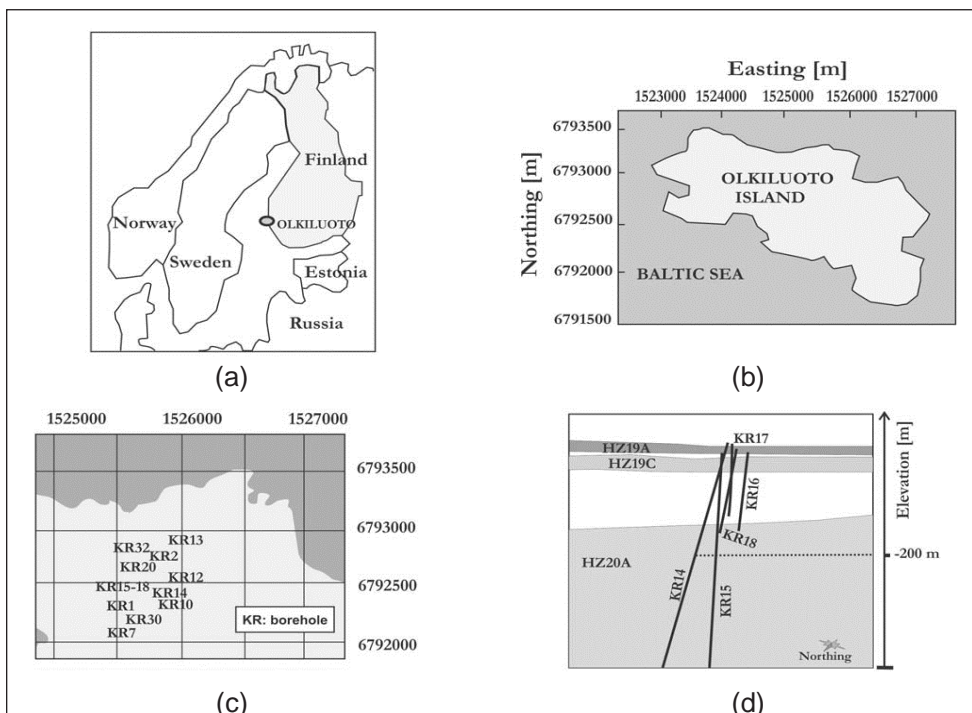 Finland
OLKILUOTO
Norway
Sweden
Estonia
Russia
(a)
Easting [m]
1523000 1524000 1525000 1526000 1527000
Northing [m]
6793500
6793000
6792500
6792000
6791500
OLKILUOTO
ISLAND
BALTIC SEA
(b)
1525000 1526000 1527000
6793500
6793000
6792500
6792000
KR13
KR32
KR2
KR20
KR12
KR15-18
KR14
KR1
KR10
KR30
KR7
KR: borehole
(c)
KR17
HZ19A
HZ19C
KR16
KR18
HZ20A
KR14
KR15
Elevation [m]
-200 m
Northing
(d)